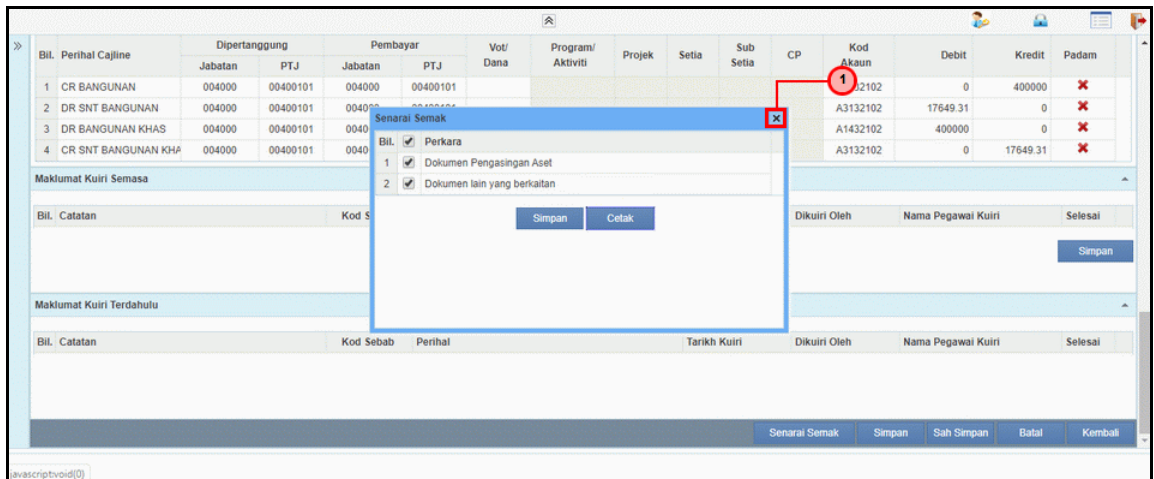 Bil. Perihal Cajline Dipertanggung Pembayar Vot/ Dana Program/ Aktiviti Projek Setia Sub Setia CP Kod Akaun Debit Kredit Padam
Jabatan PTJ Jabatan PTJ
1 CR BANGUNAN 004000 00400101 004000 00400101 2102 0 400000
1
2 DR SNT BANGUNAN 004000 00400101 A3132102 17649.31 0
3 DR BANGUNAN KHAS 004000 00400101 0040 A1432102 400000 0
4 CR SNT BANGUNAN KHA 004000 00400101 0040 A3132102 0 17649.31
Senarai Semak
Bil. Perkara
1 Dokumen Pengasingan Aset
2 Dokumen lain yang berkaitan
Simpan Cetak
Maklumat Kuiri Semasa
Bil. Catatan Kod S Dikuiri Oleh Nama Pegawai Kuiri Selesai
Simpan
Maklumat Kuiri Terdahulu
Bil. Catatan Kod Sebab Perihal Tarikh Kuiri Dikuiri Oleh Nama Pegawai Kuiri Selesai
Senarai Semak Simpan Sah Simpan Batal Kembali
javascript:void(0)